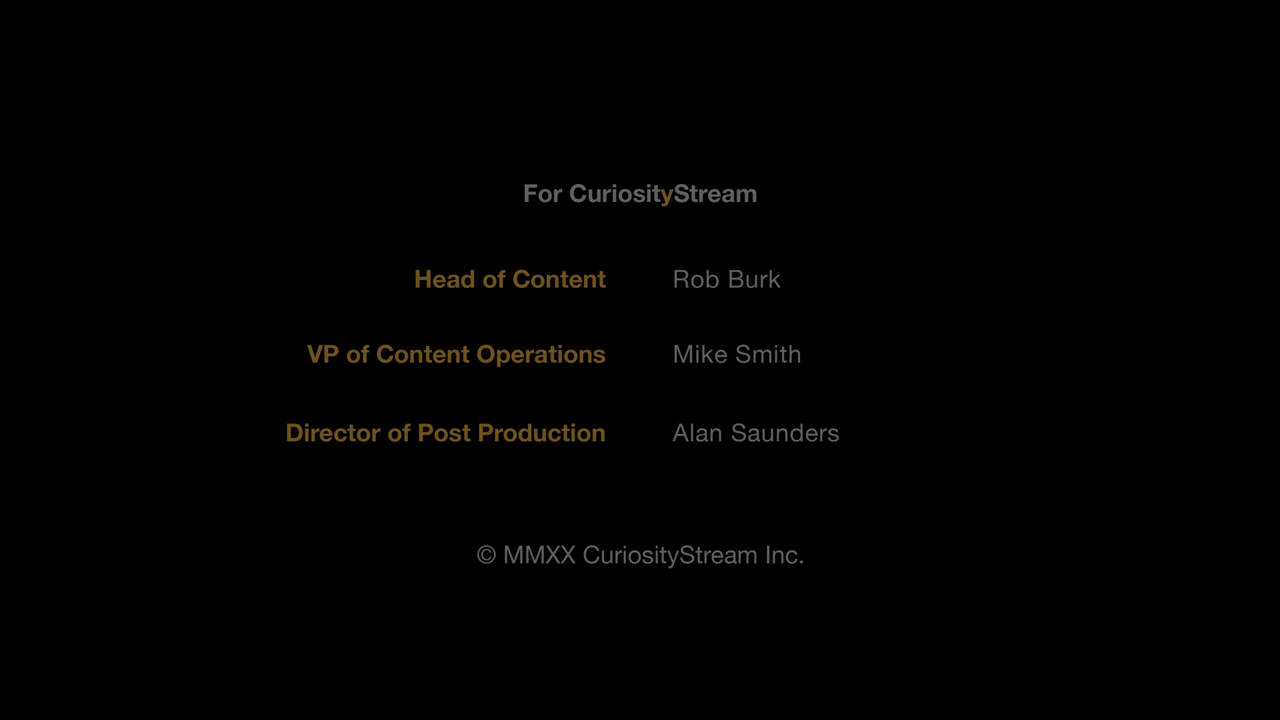 For CuriosityStream
Head of Content Rob Burk
VP of Content Operations Mike Smith
Director of Post Production Alan Saunders
© MMXX CuriosityStream Inc.